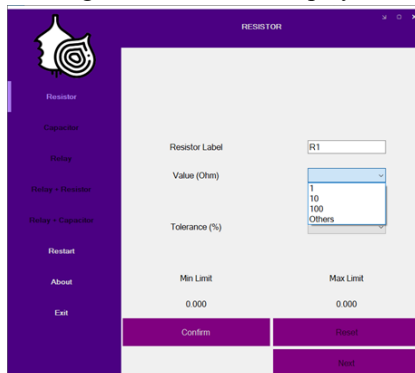 RESISTOR
Resistor
Capacitor
Relay
Relay + Resistor
Relay + Capacitor
Restart
About
Exit
Resistor Label
R1
Value (Ohm)
1
10
100
Others
Tolerance (%)
Min Limit
Max Limit
0.000
0.000
Confirm
Reset
Next